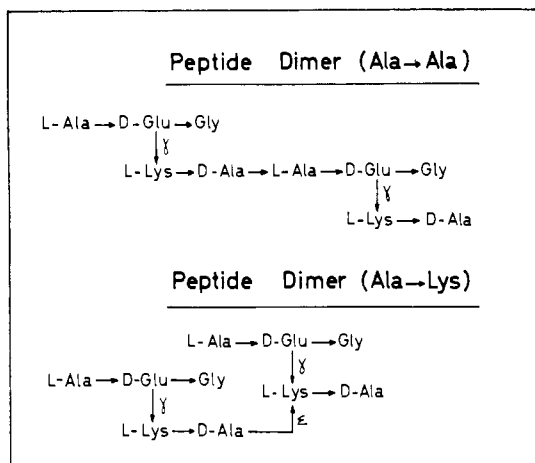 Peptide Dimer (Ala→Ala)
L-Ala→D-Glu→Gly
γ
L-Lys→D-Ala→L-Ala→D-Glu→Gly
γ
L-Lys→D-Ala
Peptide Dimer (Ala→Lys)
L-Ala→D-Glu→Gly
L-Ala→D-Glu→Gly
γ
γ
L-Lys→D-Ala
L-Lys→D-Ala
ε